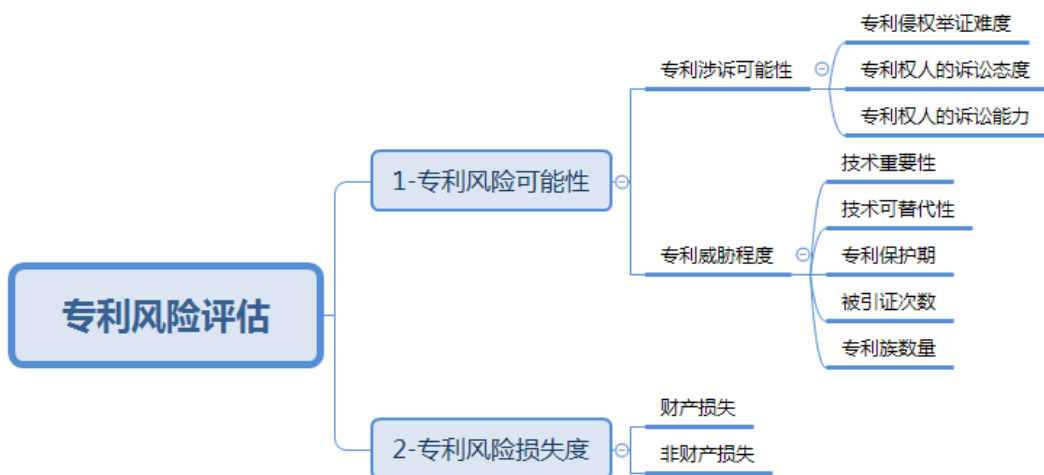 专利风险评估
1-专利风险可能性
专利涉诉可能性
专利侵权举证难度
专利权人的诉讼态度
专利权人的诉讼能力
专利威胁程度
技术重要性
技术可替代性
专利保护期
被引证次数
专利族数量
2-专利风险损失度
财产损失
非财产损失